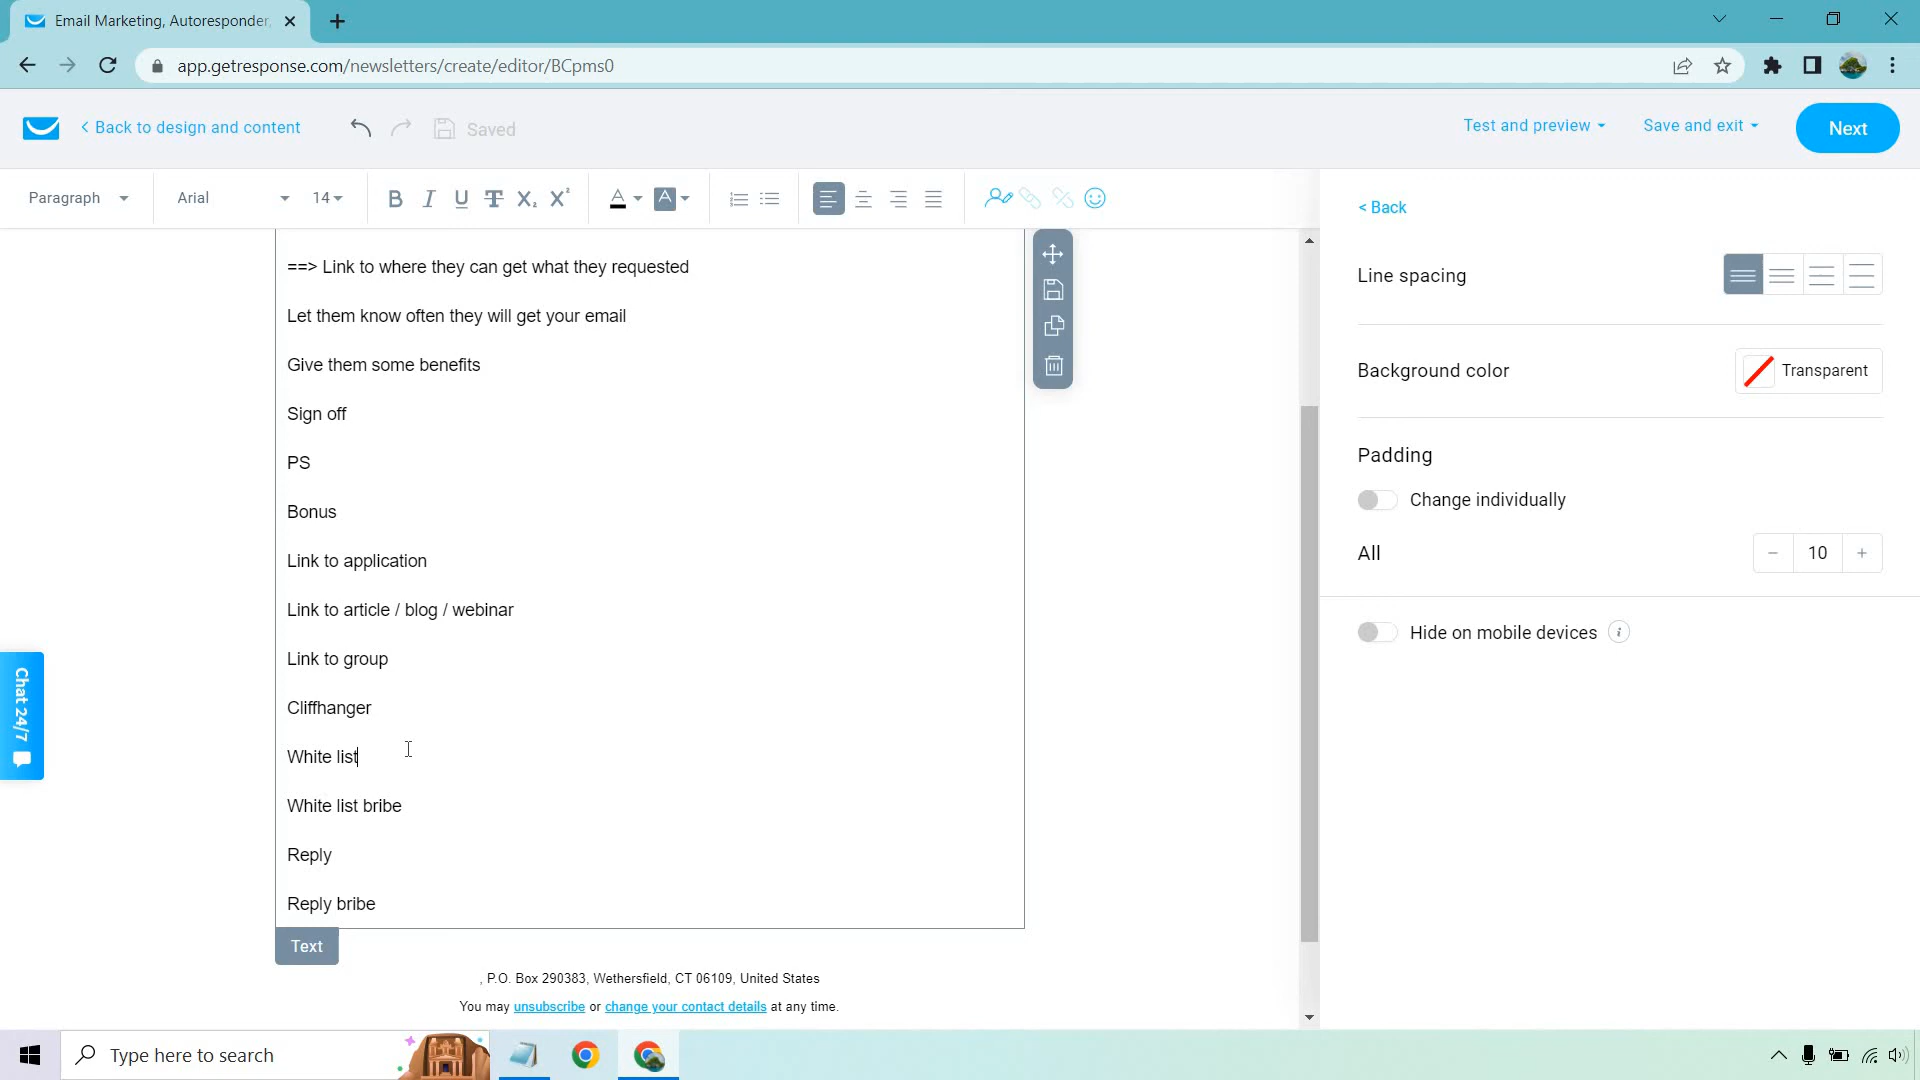 Email Marketing, Autoresponder,
app.getresponse.com/newsletters/create/editor/BCpms0
< Back to design and content
Saved
Test and preview
Save and exit
Next
Paragraph
Arial
14
B I U T X₂ X²
A
A
< Back
==> Link to where they can get what they requested
Let them know often they will get your email
Give them some benefits
Sign off
PS
Bonus
Link to application
Link to article / blog / webinar
Link to group
Cliffhanger
White list
White list bribe
Reply
Reply bribe
Text
, P.O. Box 290383, Wethersfield, CT 06109, United States
You may unsubscribe or change your contact details at any time.
Line spacing
Background color
Transparent
Padding
Change individually
All
− 10 +
Hide on mobile devices i
Chat 24/7
Type here to search